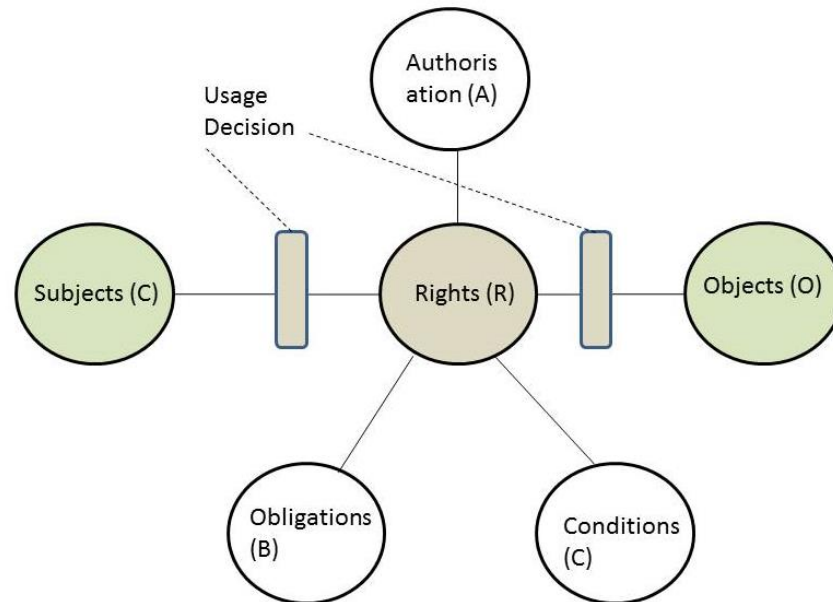 Authoris
ation (A)
Usage
Decision
Subjects (C)
Rights (R)
Objects (O)
Obligations
(B)
Conditions
(C)